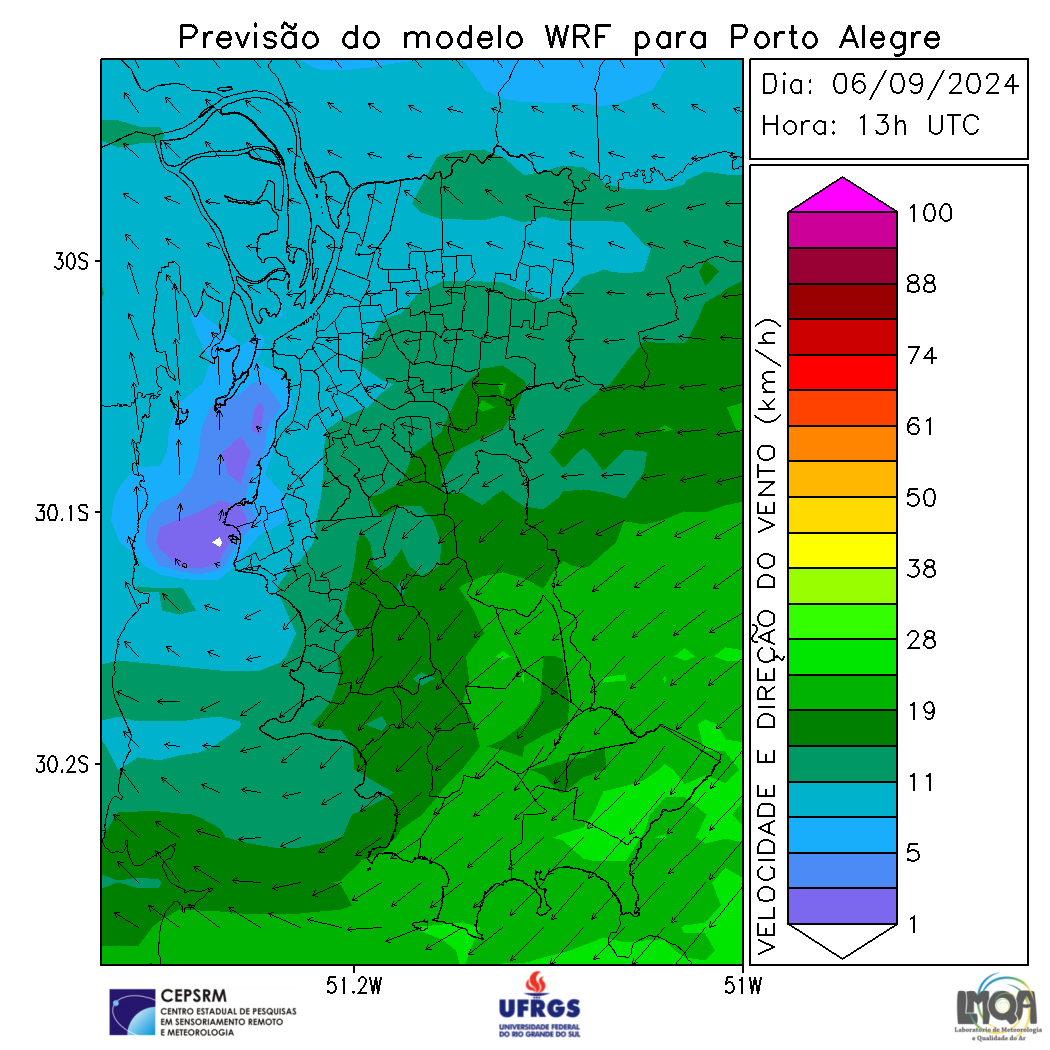 Previsão do modelo WRF para Porto Alegre
Dia: 06/09/2024
Hora: 13h UTC
30S
30.1S
30.2S
51.2W
51W
VELOCIDADE E DIREÇÃO DO VENTO (km/h)
100
88
74
61
50
38
28
19
11
5
1
CEPSRM
CENTRO ESTADUAL DE PESQUISAS
EM SENSORIAMENTO REMOTO
E METEOROLOGIA
UFRGS
UNIVERSIDADE FEDERAL
DO RIO GRANDE DO SUL
LMQA
Laboratório de Meteorologia
e Qualidade do Ar